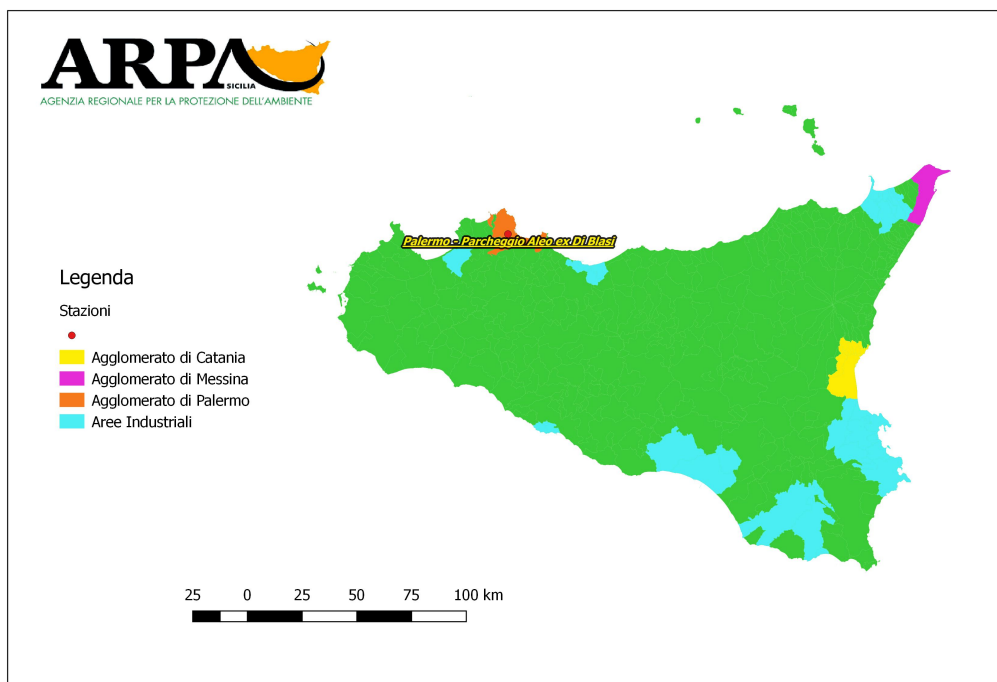 ARPA
SICILIA
AGENZIA REGIONALE PER LA PROTEZIONE DELL'AMBIENTE
Palermo - Parcheggio Aleo ex Di Blasi
Legenda
Stazioni
Agglomerato di Catania
Agglomerato di Messina
Agglomerato di Palermo
Aree Industriali
25 0 25 50 75 100 km